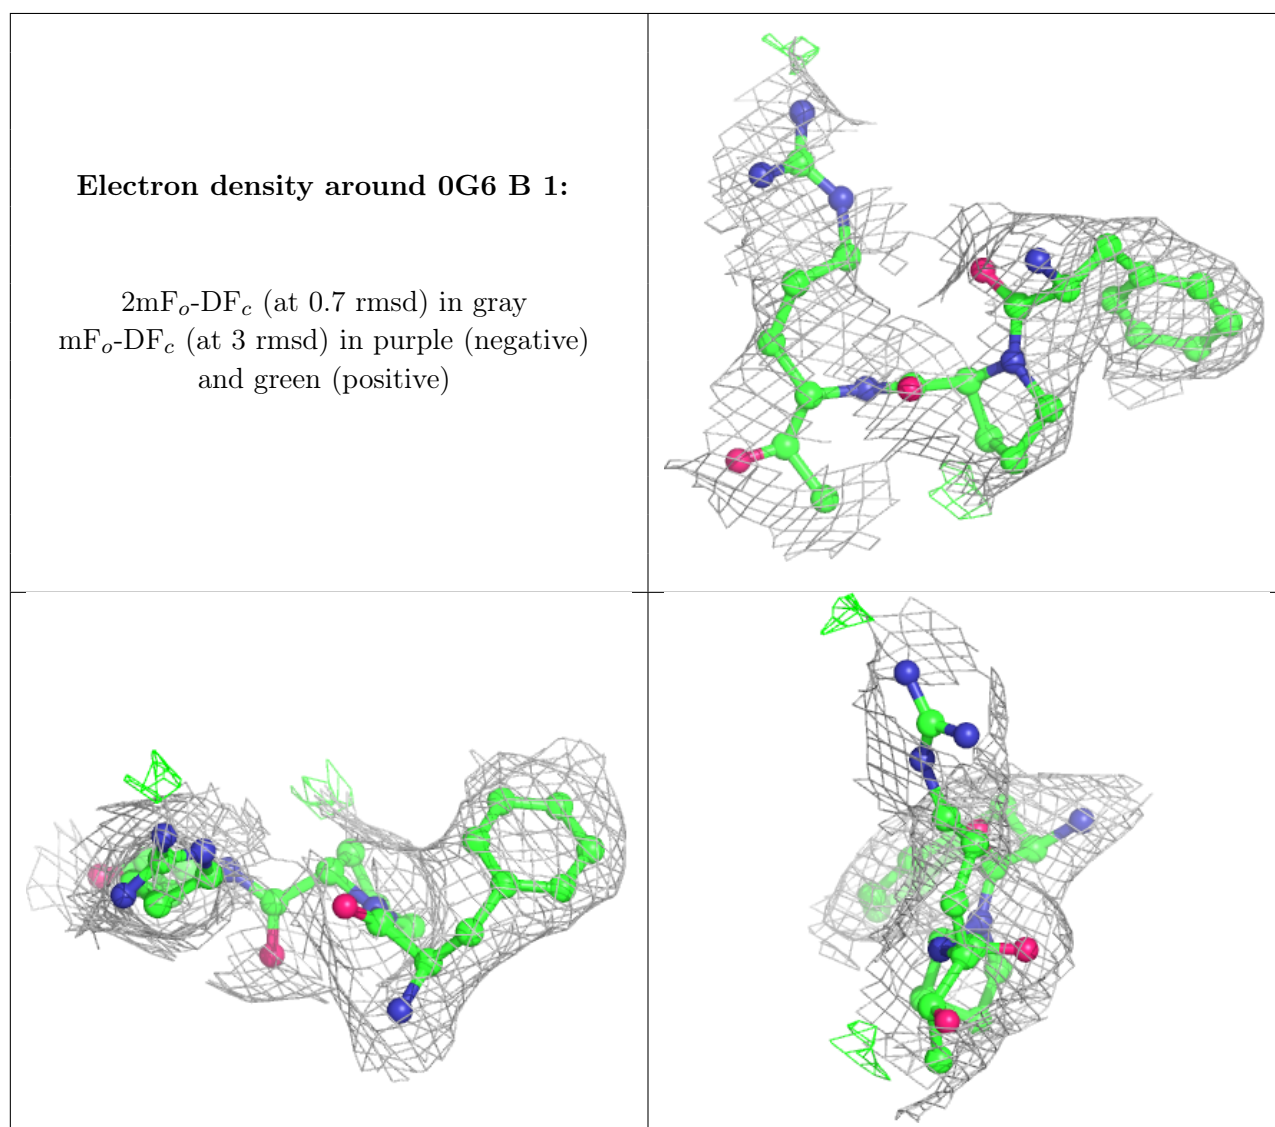 Electron density around 0G6 B 1:
2mFo-DFc (at 0.7 rmsd) in gray
mFo-DFc (at 3 rmsd) in purple (negative)
and green (positive)